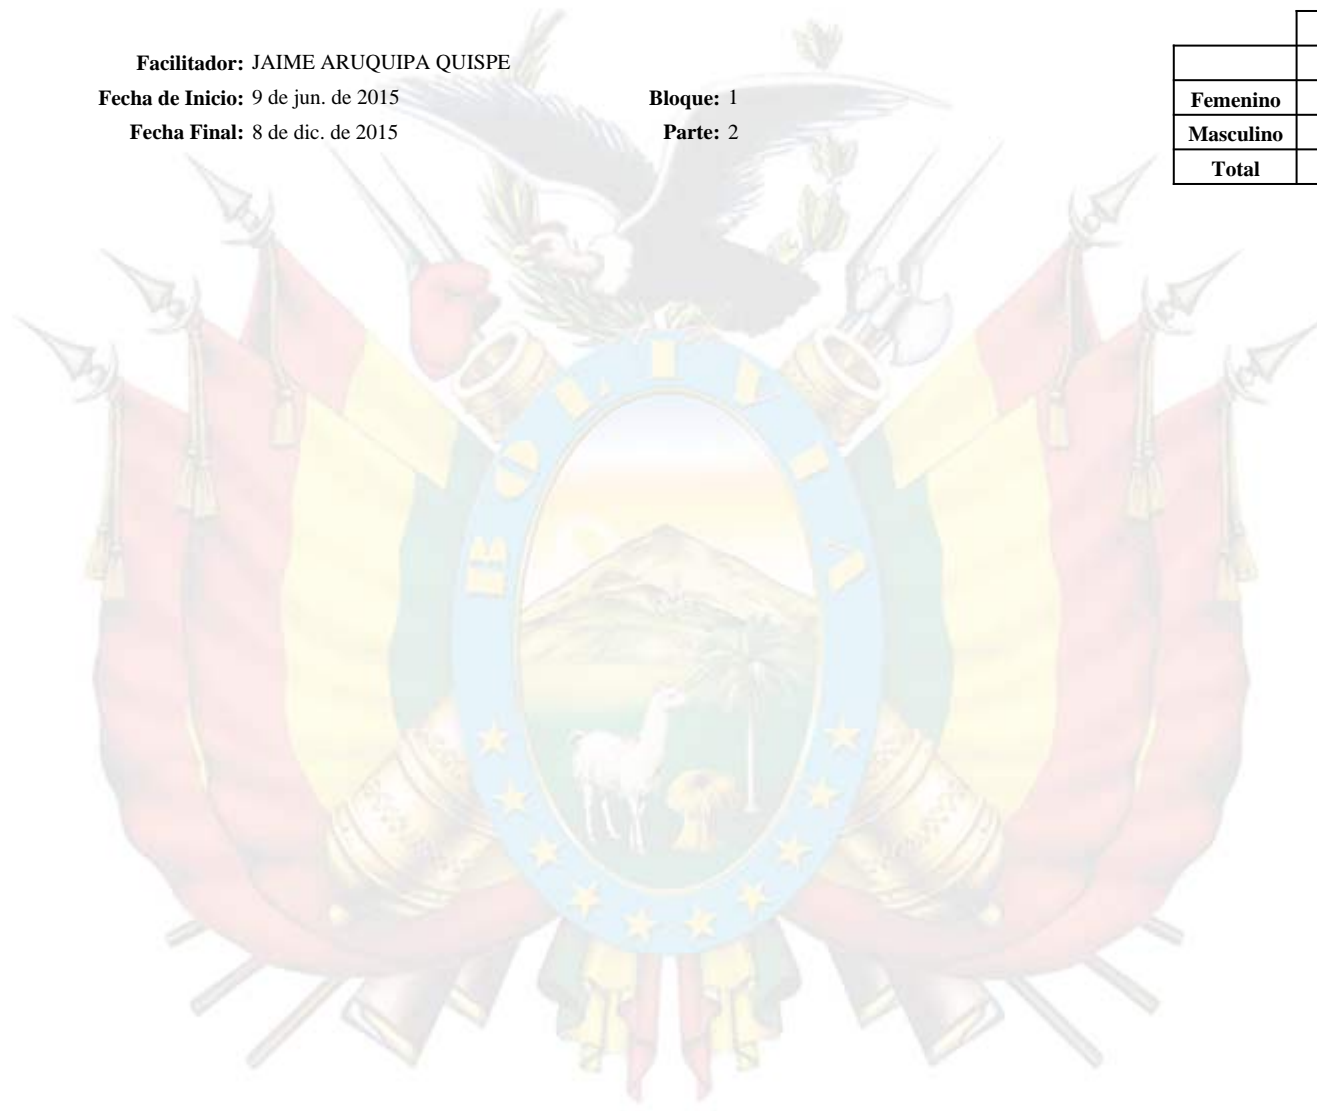 Facilitador: JAIME ARUQUIPA QUISPE
Fecha de Inicio: 9 de jun. de 2015 Bloque: 1
Fecha Final: 8 de dic. de 2015 Parte: 2
Femenino
Masculino
Total
BOLIVIA